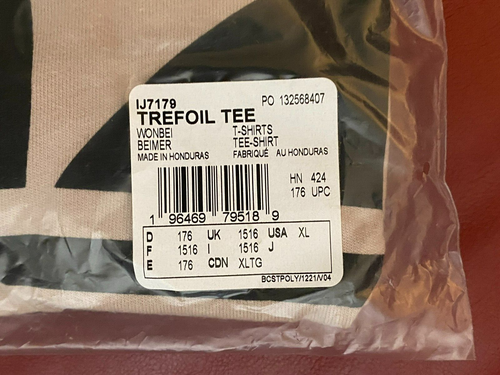 IJ7179 PO 132568407
TREFOIL TEE
WONBEI T-SHIRTS
BEIMER TEE-SHIRT
MADE IN HONDURAS FABRIQUÉ AU HONDURAS
HN 424
176 UPC
1 96469 79518 9
D 176 UK 1516 USA XL
F 1516 I 1516 J
E 176 CDN XLTG
BCSTPOLY/1221/V04